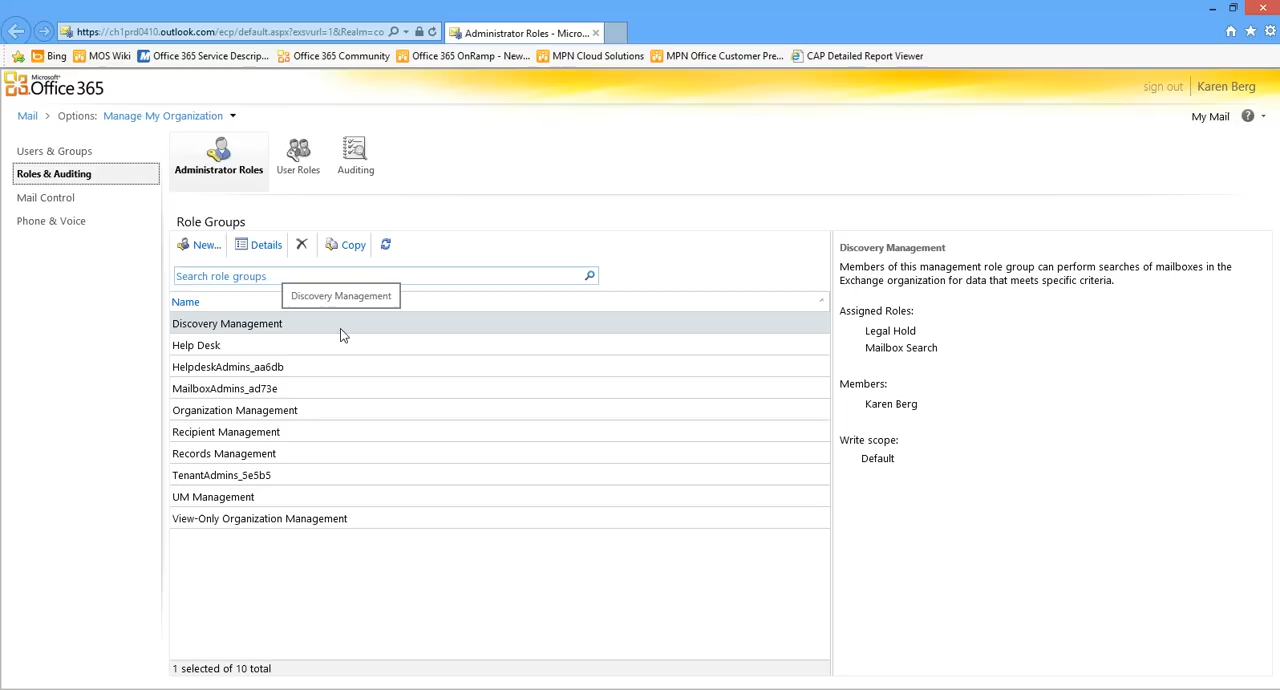 https://ch1prd0410.outlook.com/ecp/default.aspx?exsvurl=1&Realm=co
Administrator Roles - Micro...
Bing
MOS Wiki
Office 365 Service Descrip...
Office 365 Community
Office 365 OnRamp - New...
MPN Cloud Solutions
MPN Office Customer Pre...
CAP Detailed Report Viewer
Microsoft
Office 365
sign out
Karen Berg
Mail > Options: Manage My Organization
My Mail
Users & Groups
Roles & Auditing
Mail Control
Phone & Voice
Administrator Roles
User Roles
Auditing
Role Groups
New...
Details
Copy
Search role groups
Discovery Management
Name
Discovery Management
Help Desk
HelpdeskAdmins_aa6db
MailboxAdmins_ad73e
Organization Management
Recipient Management
Records Management
TenantAdmins_5e5b5
UM Management
View-Only Organization Management
1 selected of 10 total
Discovery Management
Members of this management role group can perform searches of mailboxes in the
Exchange organization for data that meets specific criteria.
Assigned Roles:
Legal Hold
Mailbox Search
Members:
Karen Berg
Write scope:
Default